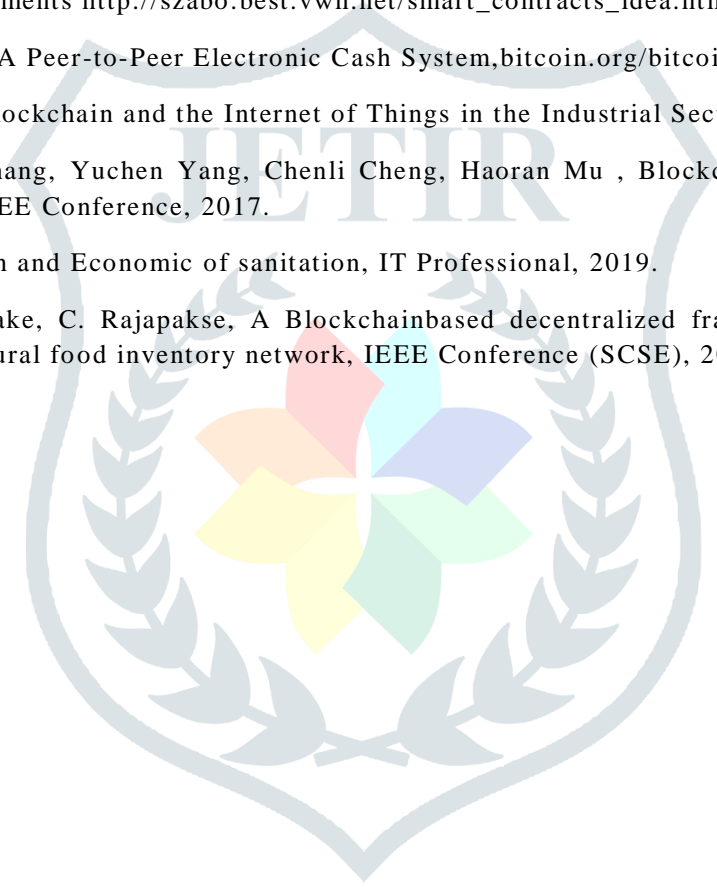 ments http://szabo.best.vwh.net/smart_contracts_idea.htm
A Peer-to-Peer Electronic Cash System,bitcoin.org/bitcoi
lockchain and the Internet of Things in the Industrial Sec
hang, Yuchen Yang, Chenli Cheng, Haoran Mu , Blockc
EE Conference, 2017.
JETIR
n and Economic of sanitation, IT Professional, 2019.
ake, C. Rajapakse, A Blockchainbased decentralized fra
ural food inventory network, IEEE Conference (SCSE), 20